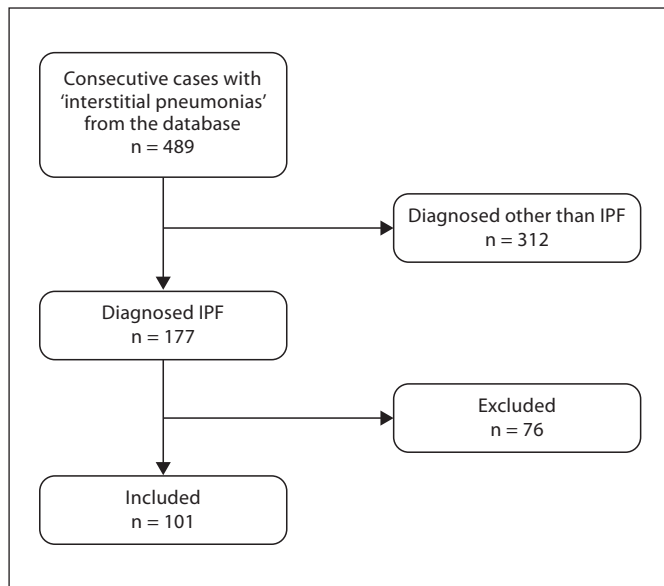 Consecutive cases with
‘interstitial pneumonias’
from the database
n = 489
Diagnosed other than IPF
n = 312
Diagnosed IPF
n = 177
Excluded
n = 76
Included
n = 101